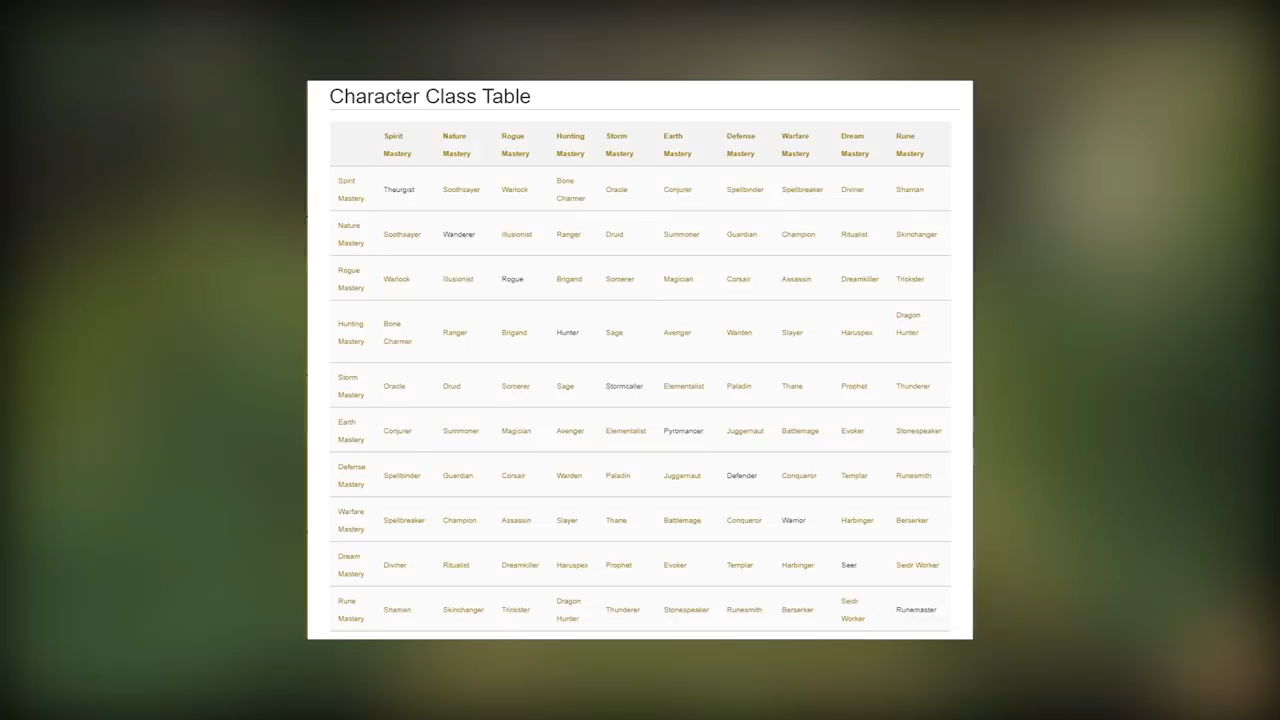 Character Class Table
Spirit Mastery Nature Mastery Rogue Mastery Hunting Mastery Storm Mastery Earth Mastery Defense Mastery Warfare Mastery Dream Mastery Rune Mastery
Spirit Mastery Theurgist Soothsayer Warlock Bone Charmer Oracle Conjurer Spellbinder Spellbreaker Diviner Shaman
Nature Mastery Soothsayer Wanderer Illusionist Ranger Druid Summoner Guardian Champion Ritualist Skinchanger
Rogue Mastery Warlock Illusionist Rogue Brigand Sorcerer Magician Corsair Assassin Dreamkiller Trickster
Hunting Mastery Bone Charmer Ranger Brigand Hunter Sage Avenger Warden Slayer Haruspex Dragon Hunter
Storm Mastery Oracle Druid Sorcerer Sage Stormcaller Elementalist Paladin Thane Prophet Thunderer
Earth Mastery Conjurer Summoner Magician Avenger Elementalist Pyromancer Juggernaut Battlemage Evoker Stonespeaker
Defense Mastery Spellbinder Guardian Corsair Warden Paladin Juggernaut Defender Conqueror Templar Runesmith
Warfare Mastery Spellbreaker Champion Assassin Slayer Thane Battlemage Conqueror Warrior Harbinger Berserker
Dream Mastery Diviner Ritualist Dreamkiller Haruspex Prophet Evoker Templar Harbinger Seer Seidr Worker
Rune Mastery Shaman Skinchanger Trickster Dragon Hunter Thunderer Stonespeaker Runesmith Berserker Seidr Worker Runemaster